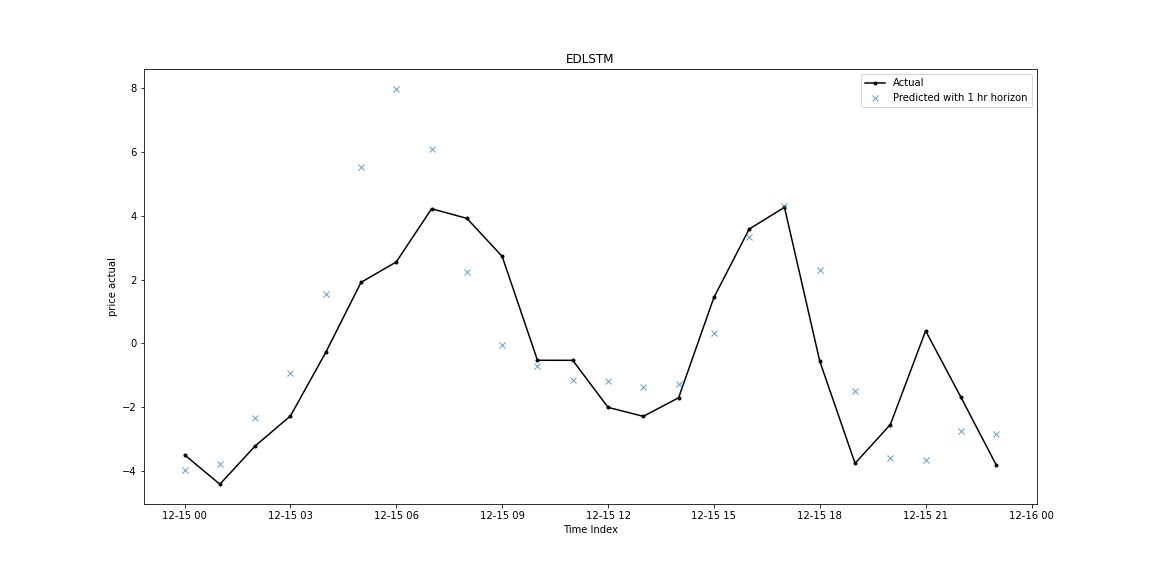 EDLSTM
Actual
Predicted with 1 hr horizon
8
6
4
2
0
−2
−4
price actual
12-15 00 12-15 03 12-15 06 12-15 09 12-15 12 12-15 15 12-15 18 12-15 21 12-16 00
Time Index